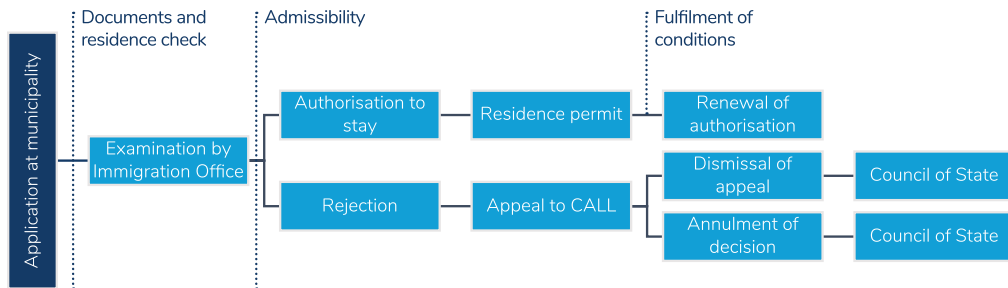 Documents and
residence check
Admissibility
Fulfilment of
conditions
Application at municipality
Examination by
Immigration Office
Authorisation to
stay
Residence permit
Renewal of
authorisation
Rejection
Appeal to CALL
Dismissal of
appeal
Council of State
Annulment of
decision
Council of State